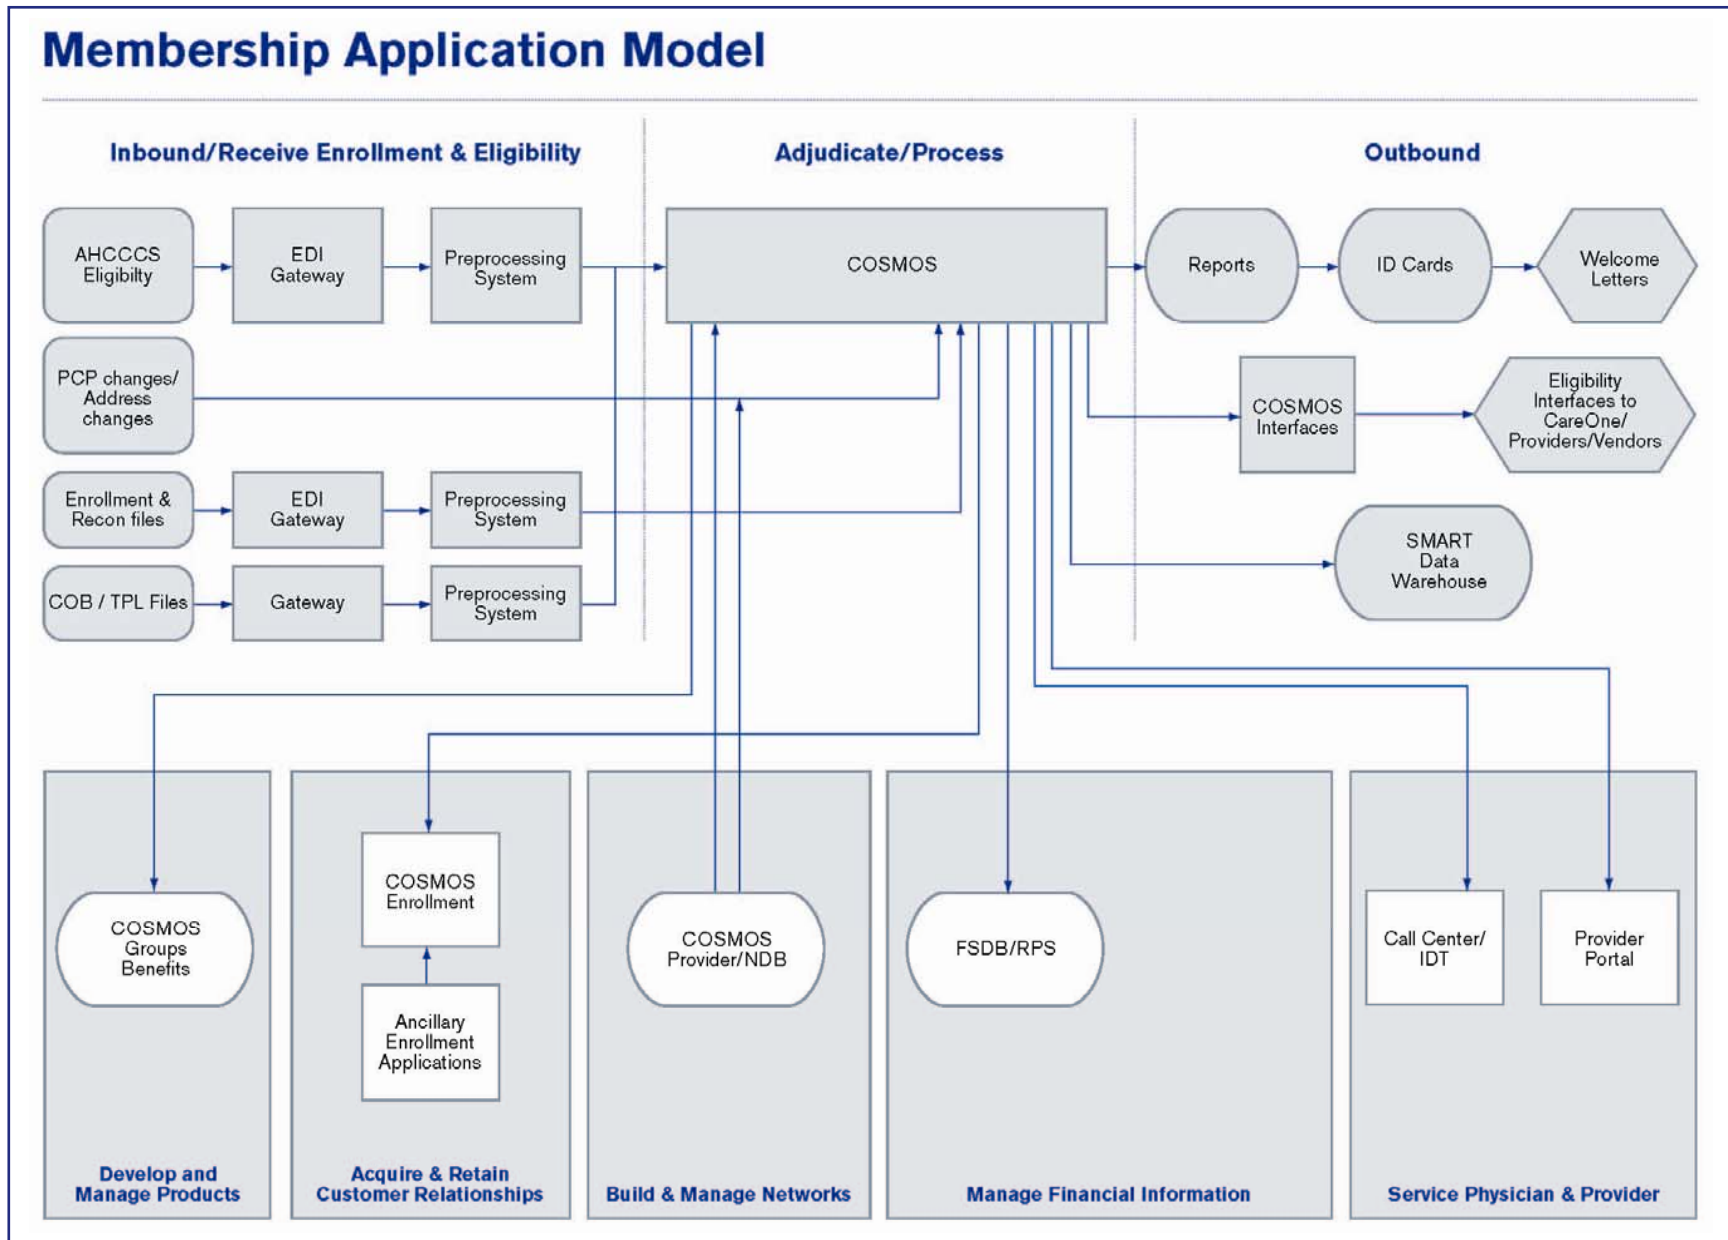 Membership Application Model
Inbound/Receive Enrollment & Eligibility
Adjudicate/Process
Outbound
AHCCCS
Eligibilty
EDI
Gateway
Preprocessing
System
COSMOS
Reports
ID Cards
Welcome
Letters
PCP changes/
Address
changes
COSMOS
Interfaces
Eligibility
Interfaces to
CareOne/
Providers/Vendors
Enrollment &
Recon files
EDI
Gateway
Preprocessing
System
SMART
Data
Warehouse
COB / TPL Files
Gateway
Preprocessing
System
COSMOS
Groups
Benefits
COSMOS
Enrollment
Ancillary
Enrollment
Applications
COSMOS
Provider/NDB
FSDB/RPS
Call Center/
IDT
Provider
Portal
Develop and
Manage Products
Acquire & Retain
Customer Relationships
Build & Manage Networks
Manage Financial Information
Service Physician & Provider